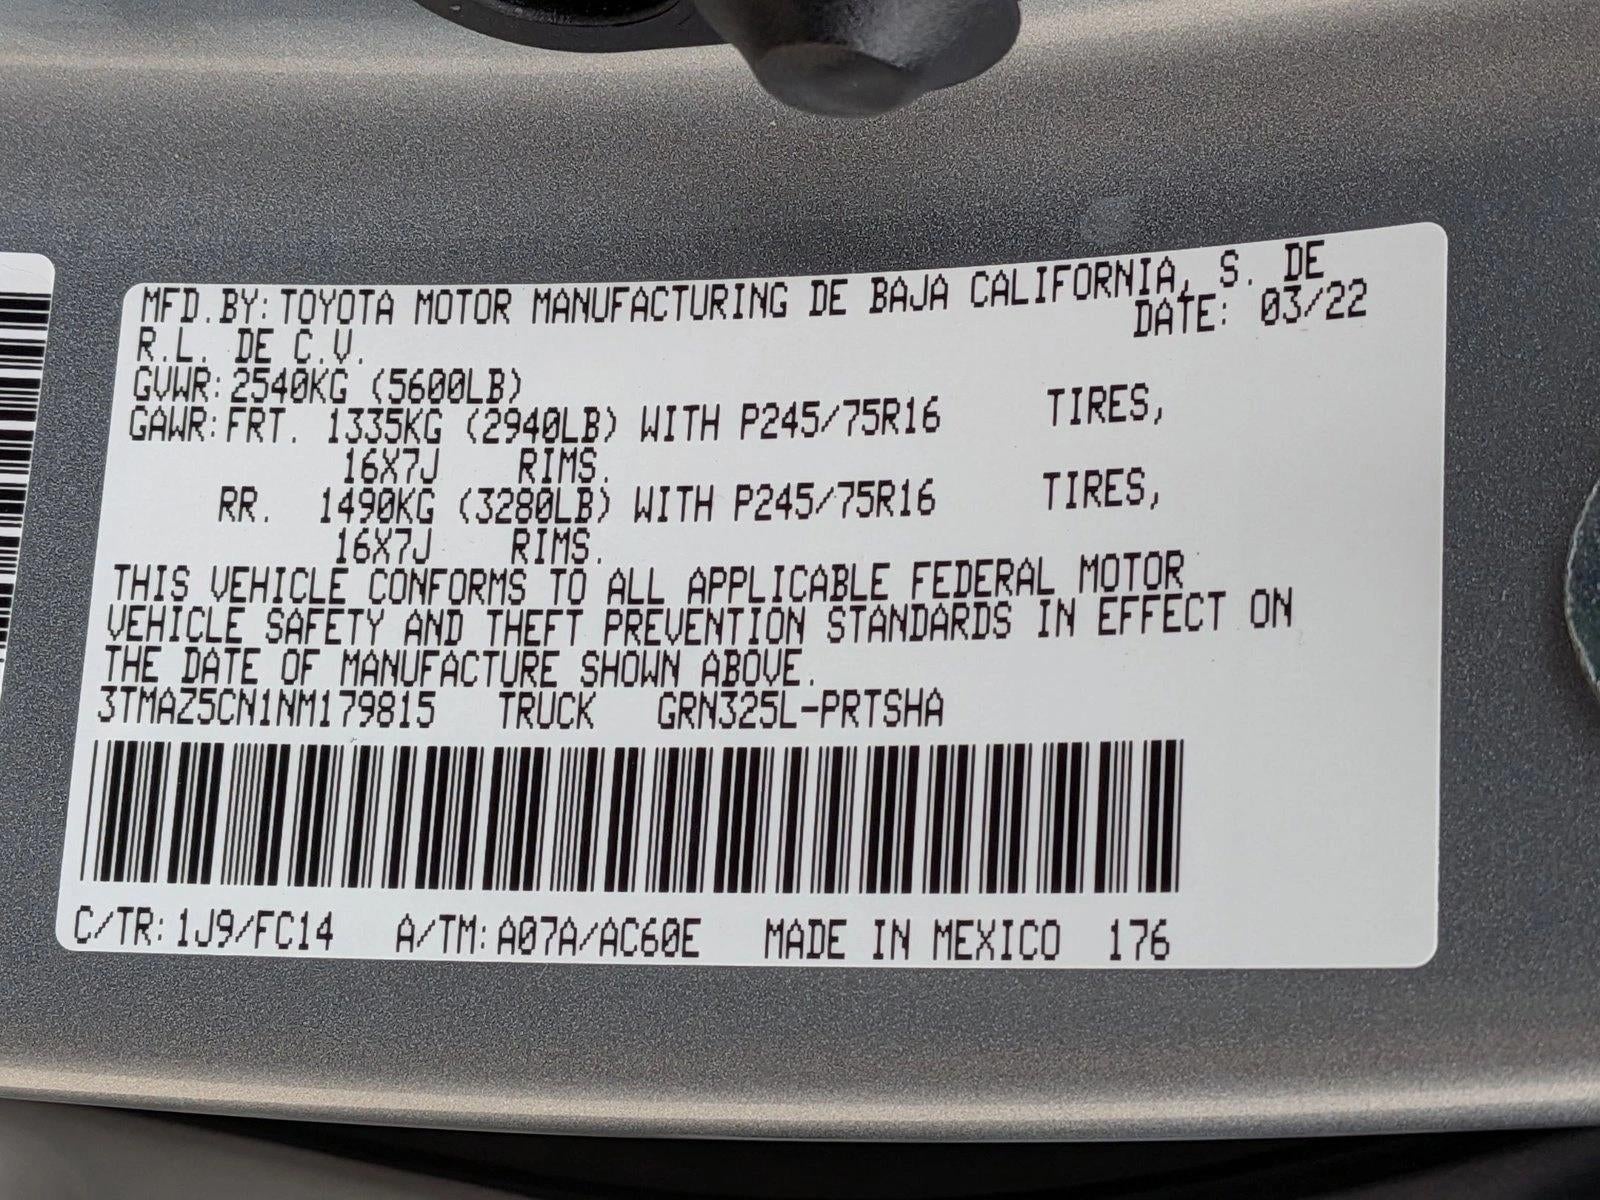 MFD.BY:TOYOTA MOTOR MANUFACTURING DE BAJA CALIFORNIA, S. DE
R.L. DE C.V. DATE: 03/22
GVWR:2540KG (5600LB)
GAWR:FRT. 1335KG (2940LB) WITH P245/75R16 TIRES,
16X7J RIMS.
RR. 1490KG (3280LB) WITH P245/75R16 TIRES,
16X7J RIMS.
THIS VEHICLE CONFORMS TO ALL APPLICABLE FEDERAL MOTOR
VEHICLE SAFETY AND THEFT PREVENTION STANDARDS IN EFFECT ON
THE DATE OF MANUFACTURE SHOWN ABOVE.
3TMAZ5CN1NM179815 TRUCK GRN325L-PRTSHA
C/TR:1J9/FC14 A/TM:A07A/AC60E MADE IN MEXICO 176